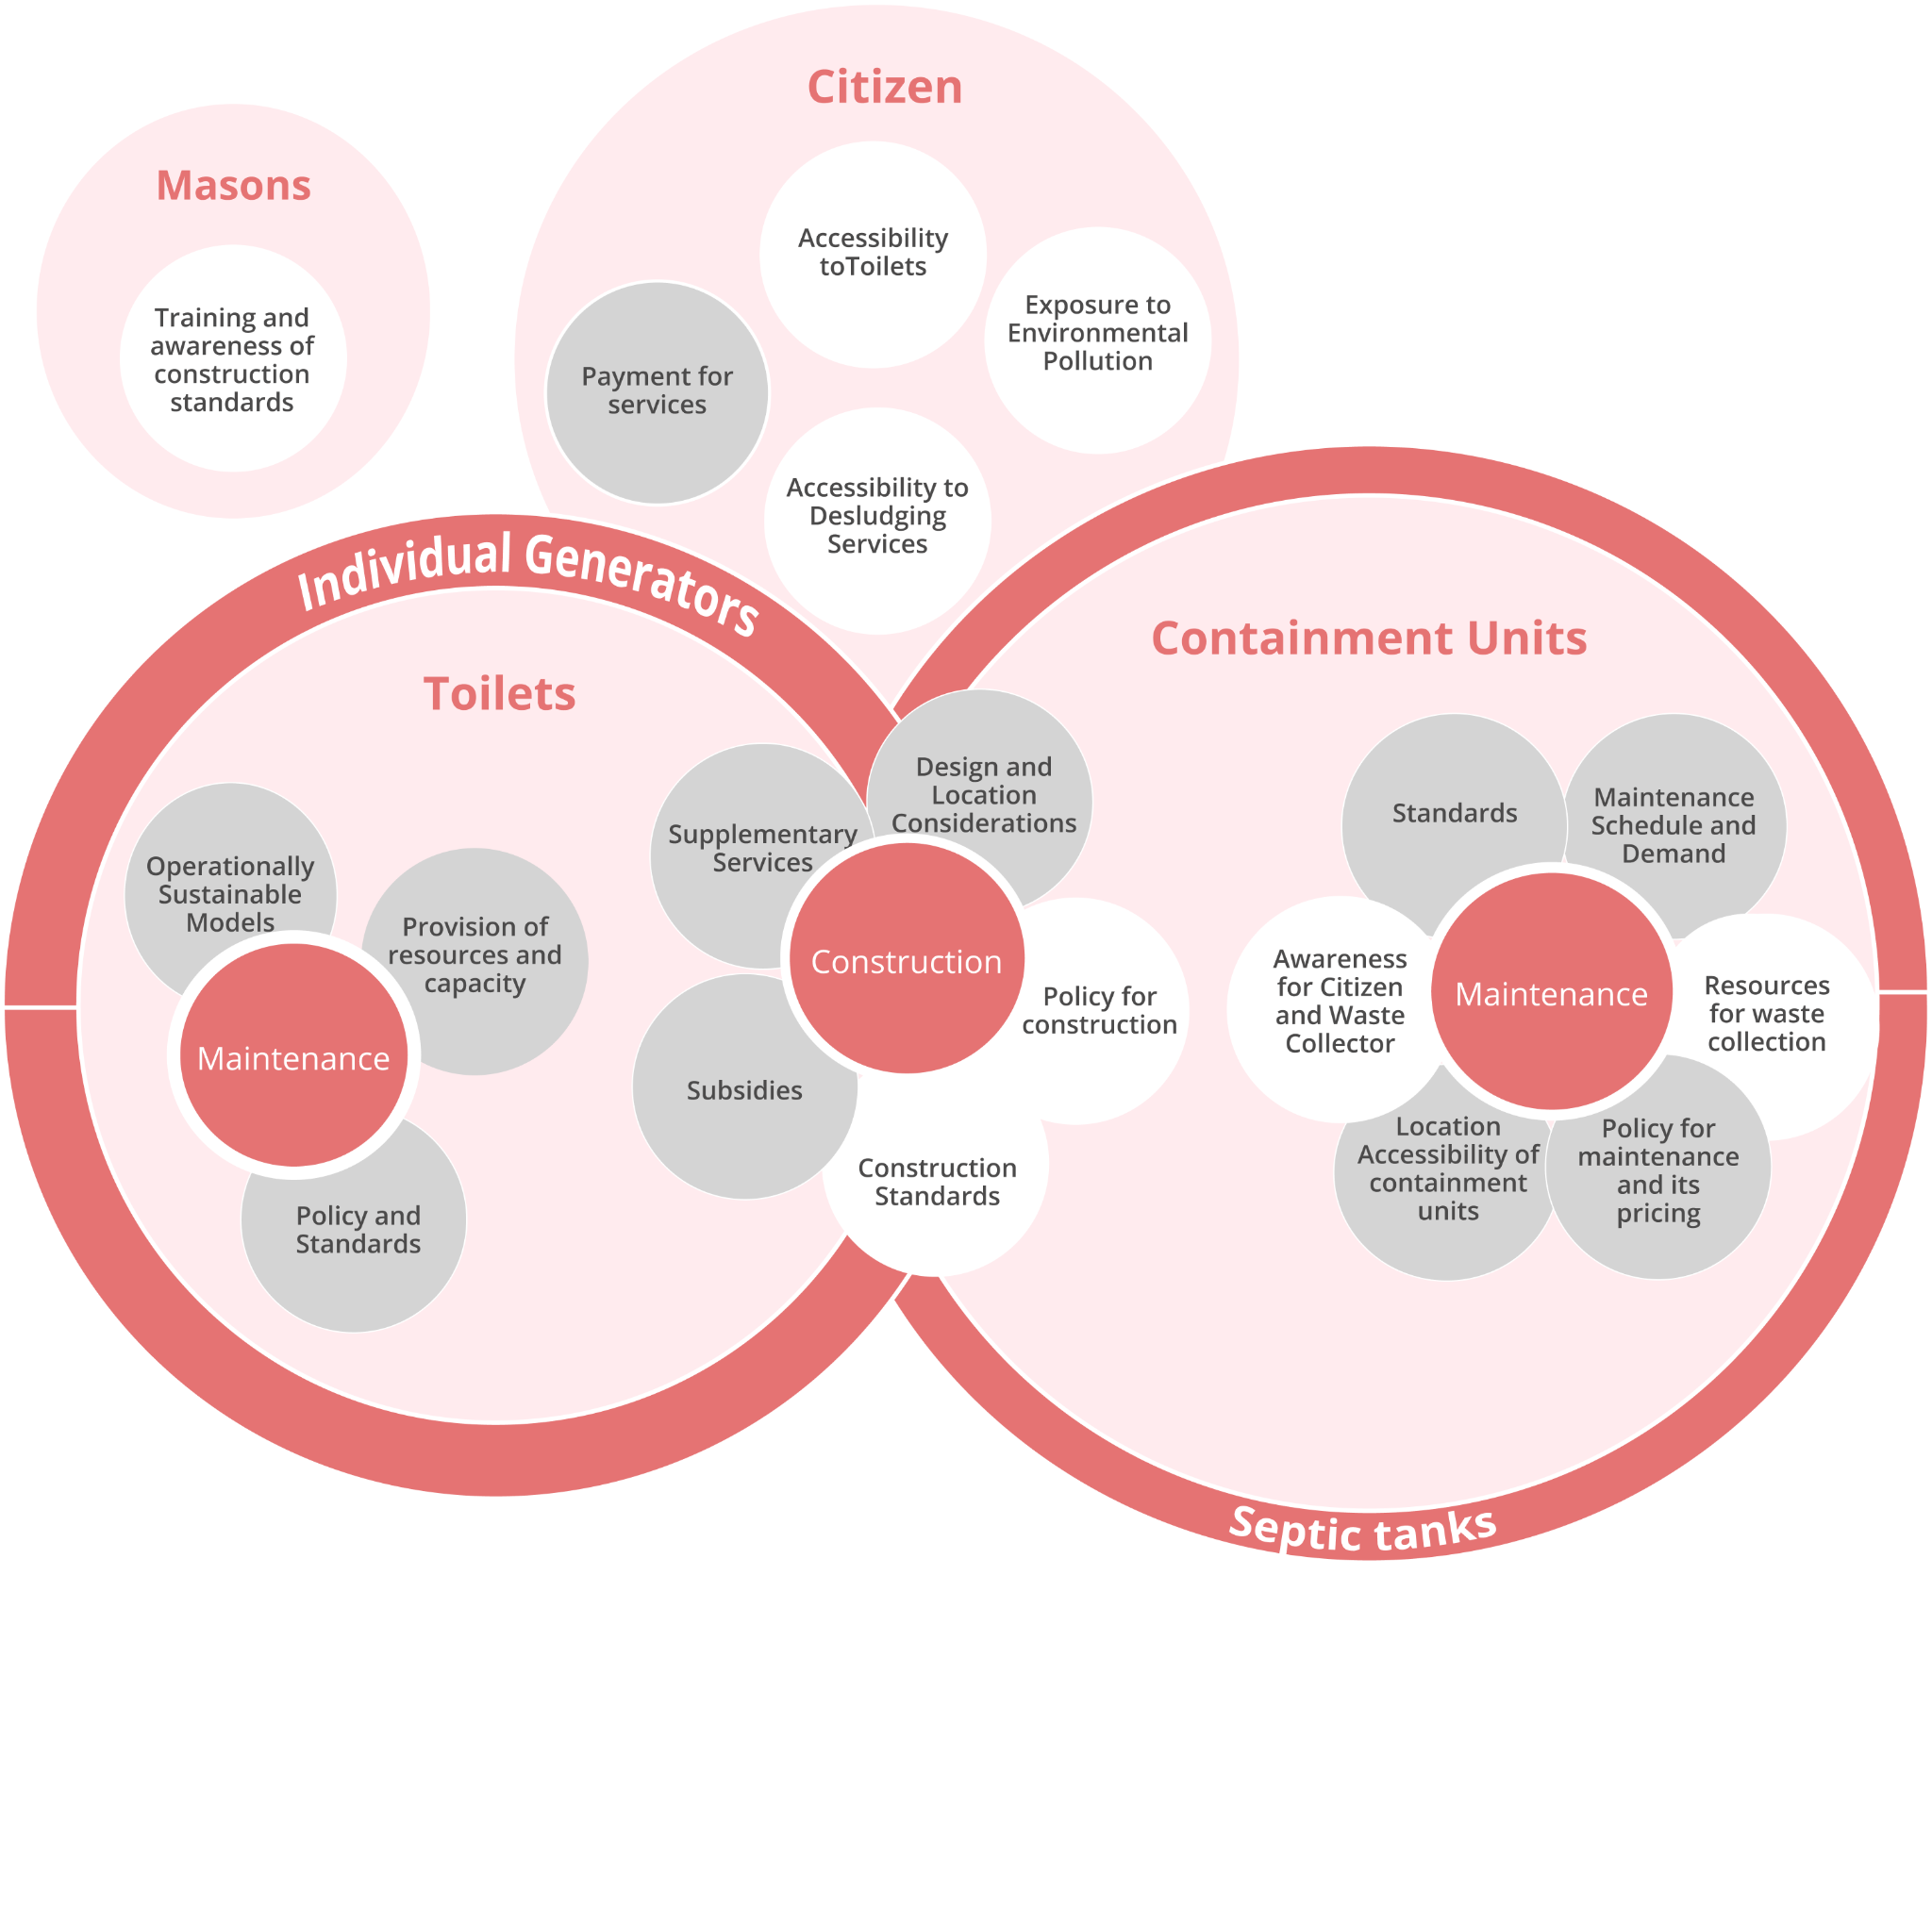 Citizen
Masons
Training and
awareness of
construction
standards
Accessibility
toToilets
Exposure to
Environmental
Pollution
Payment for
services
Accessibility to
Desludging
Services
Individual Generators
Toilets
Operationally
Sustainable
Models
Provision of
resources and
capacity
Maintenance
Policy and
Standards
Supplementary
Services
Design and
Location
Considerations
Construction
Policy for
construction
Subsidies
Construction
Standards
Containment Units
Standards
Maintenance
Schedule and
Demand
Awareness
for Citizen
and Waste
Collector
Maintenance
Resources
for waste
collection
Location
Accessibility of
containment
units
Policy for
maintenance
and its
pricing
Septic tanks